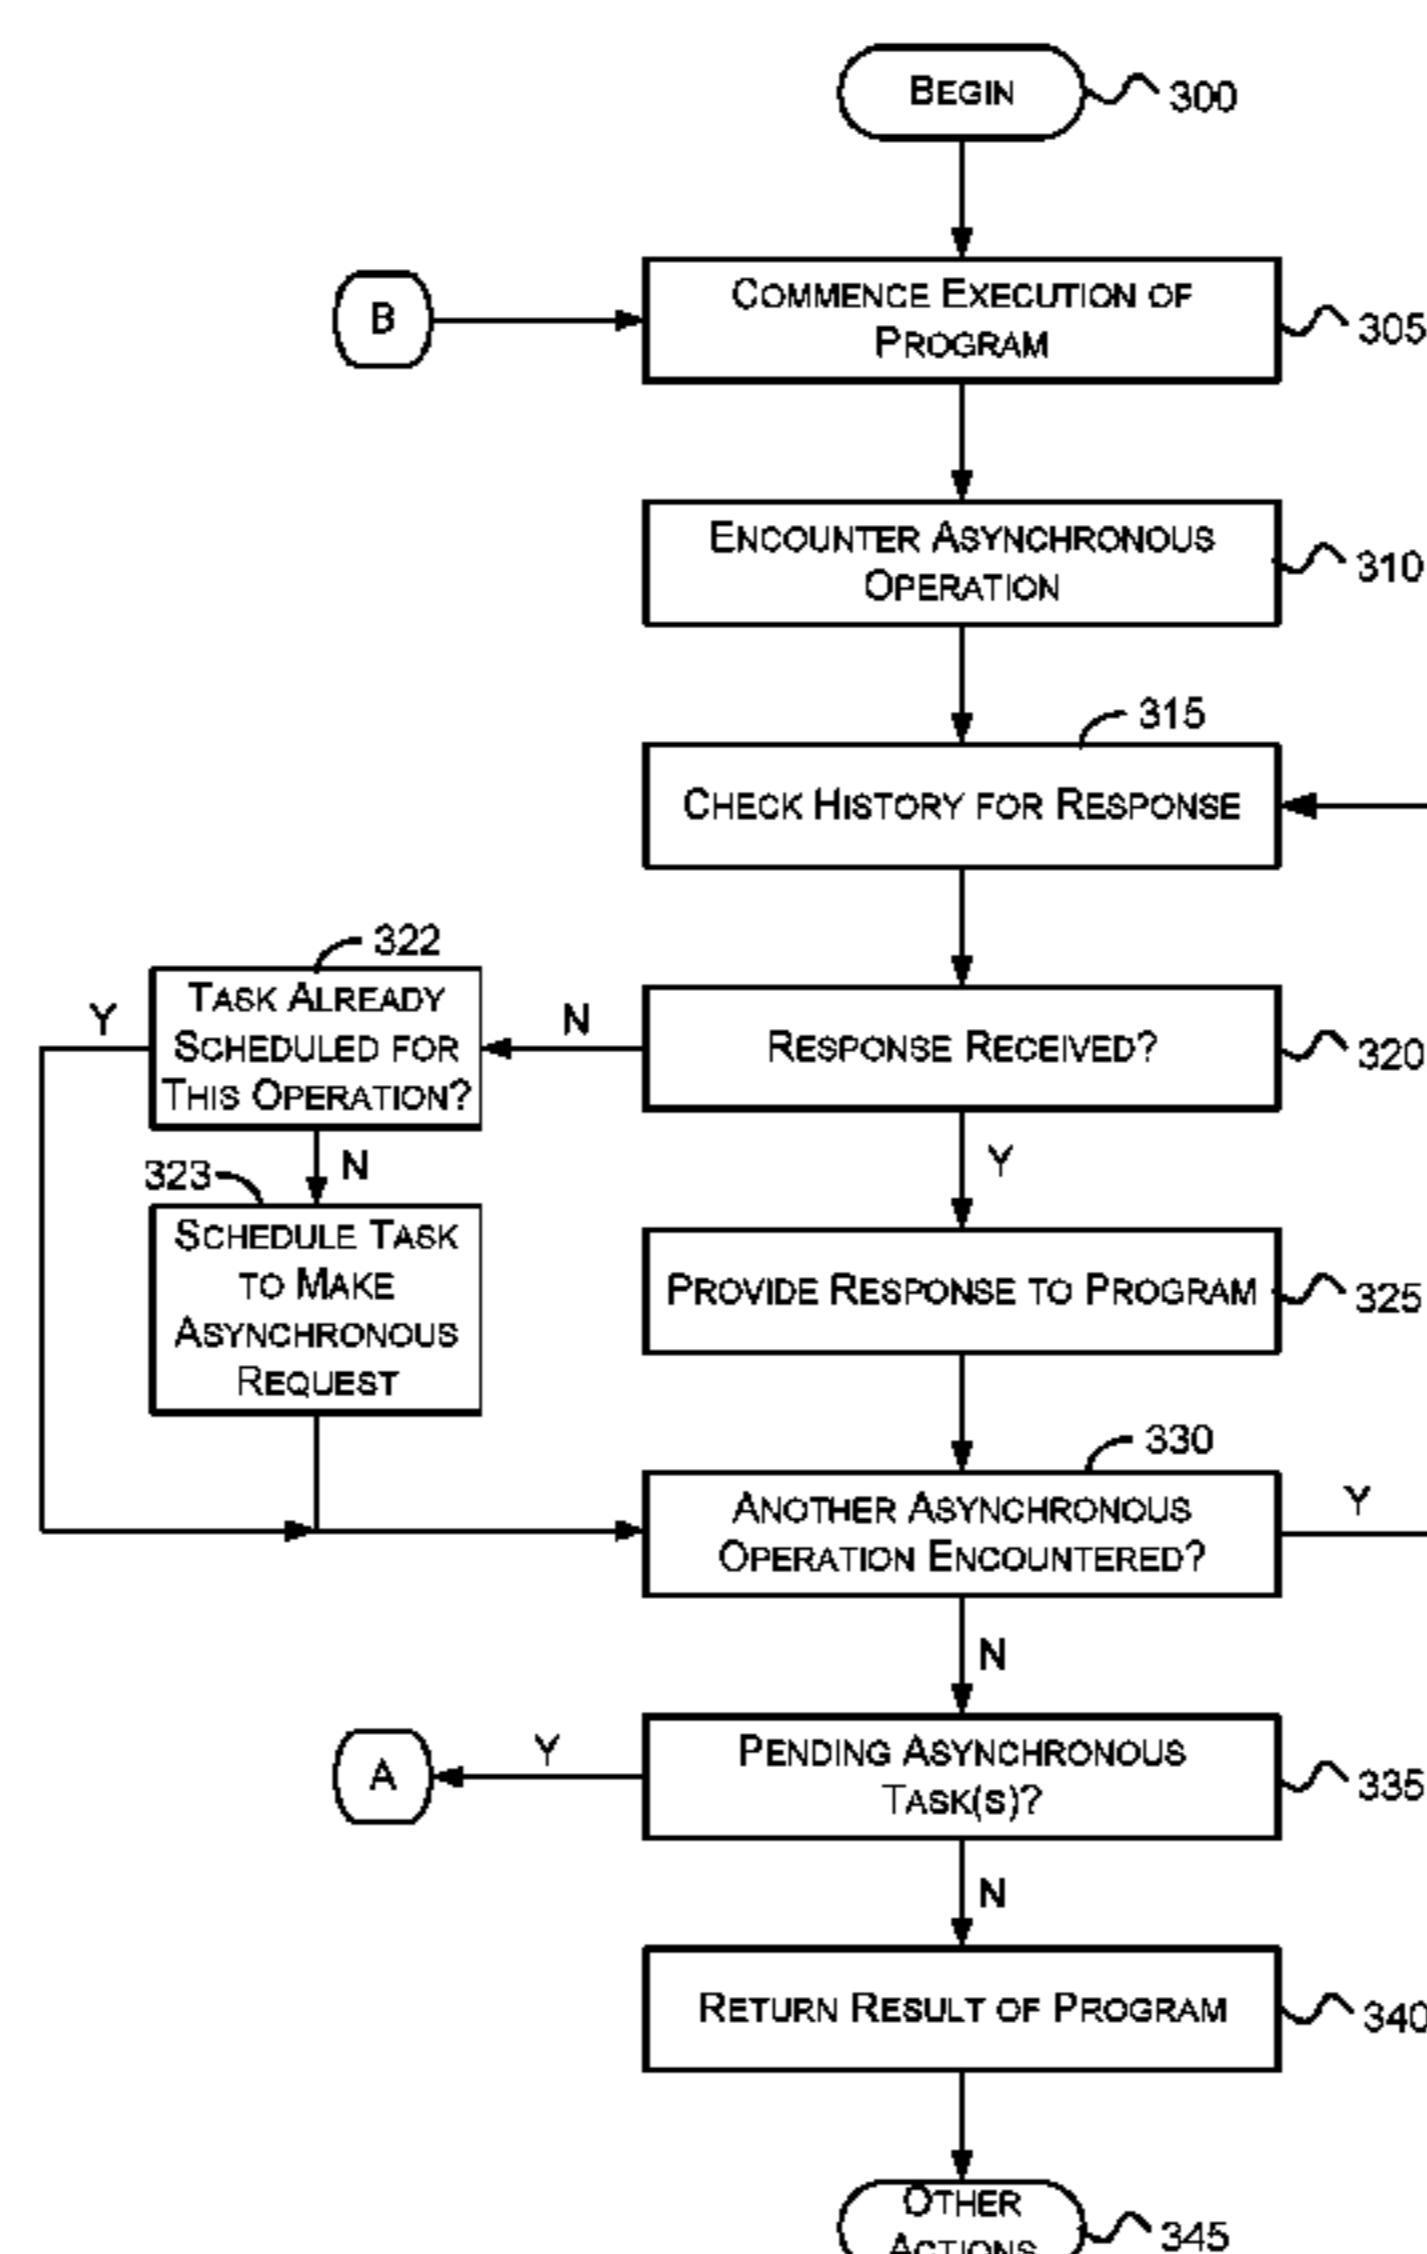 BEGIN
300
B
COMMENCE EXECUTION OF
PROGRAM
305
ENCOUNTER ASYNCHRONOUS
OPERATION
310
315
CHECK HISTORY FOR RESPONSE
322
TASK ALREADY
SCHEDULED FOR
THIS OPERATION?
Y
N
RESPONSE RECEIVED?
320
N
Y
323
SCHEDULE TASK
TO MAKE
ASYNCHRONOUS
REQUEST
PROVIDE RESPONSE TO PROGRAM
325
330
ANOTHER ASYNCHRONOUS
OPERATION ENCOUNTERED?
Y
N
A
Y
PENDING ASYNCHRONOUS
TASK(S)?
335
N
RETURN RESULT OF PROGRAM
340
OTHER
ACTIONS
345